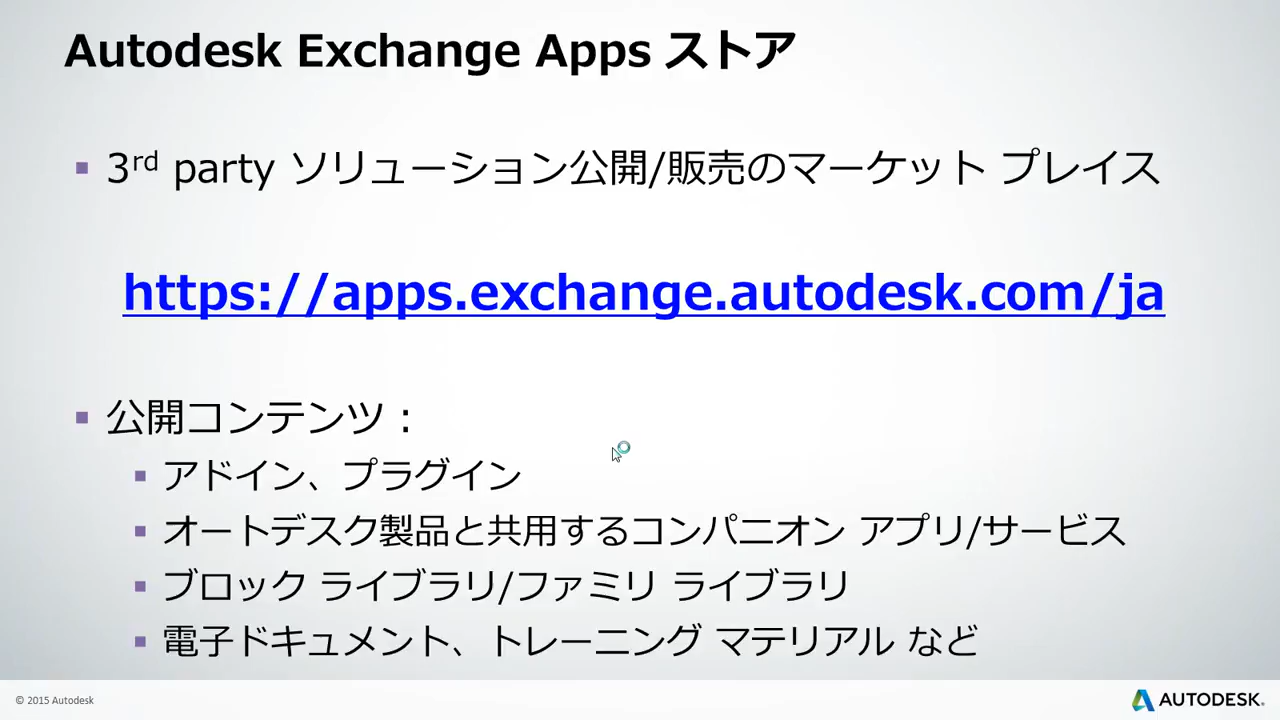 Autodesk Exchange Apps ストア
▪ 3rd party ソリューション公開/販売のマーケット プレイス
https://apps.exchange.autodesk.com/ja
▪ 公開コンテンツ：
▪ アドイン、プラグイン
▪ オートデスク製品と共用するコンパニオン アプリ/サービス
▪ ブロック ライブラリ/ファミリ ライブラリ
▪ 電子ドキュメント、トレーニング マテリアル など
© 2015 Autodesk
AUTODESK.